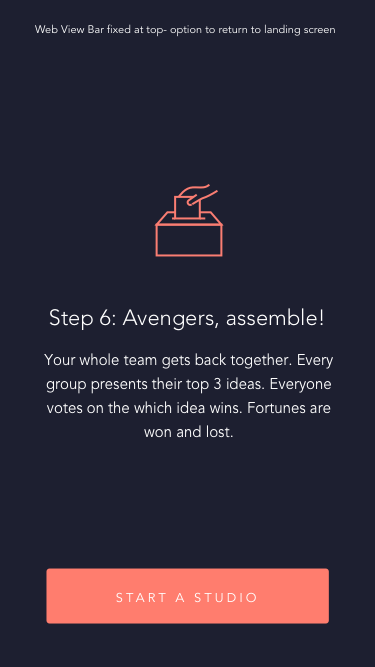 Web View Bar fixed at top- option to return to landing screen
Step 6: Avengers, assemble!
Your whole team gets back together. Every
group presents their top 3 ideas. Everyone
votes on the which idea wins. Fortunes are
won and lost.
START A STUDIO